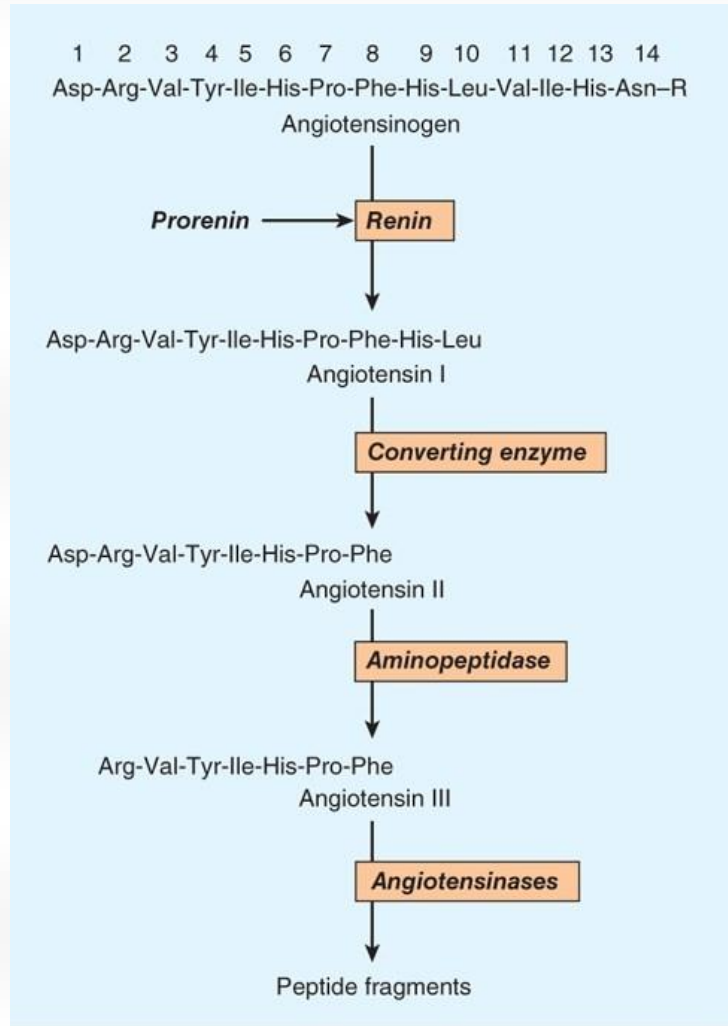 1 2 3 4 5 6 7 8 9 10 11 12 13 14
Asp-Arg-Val-Tyr-Ile-His-Pro-Phe-His-Leu-Val-Ile-His-Asn–R
Angiotensinogen
Prorenin
Renin
Asp-Arg-Val-Tyr-Ile-His-Pro-Phe-His-Leu
Angiotensin I
Converting enzyme
Asp-Arg-Val-Tyr-Ile-His-Pro-Phe
Angiotensin II
Aminopeptidase
Arg-Val-Tyr-Ile-His-Pro-Phe
Angiotensin III
Angiotensinases
Peptide fragments